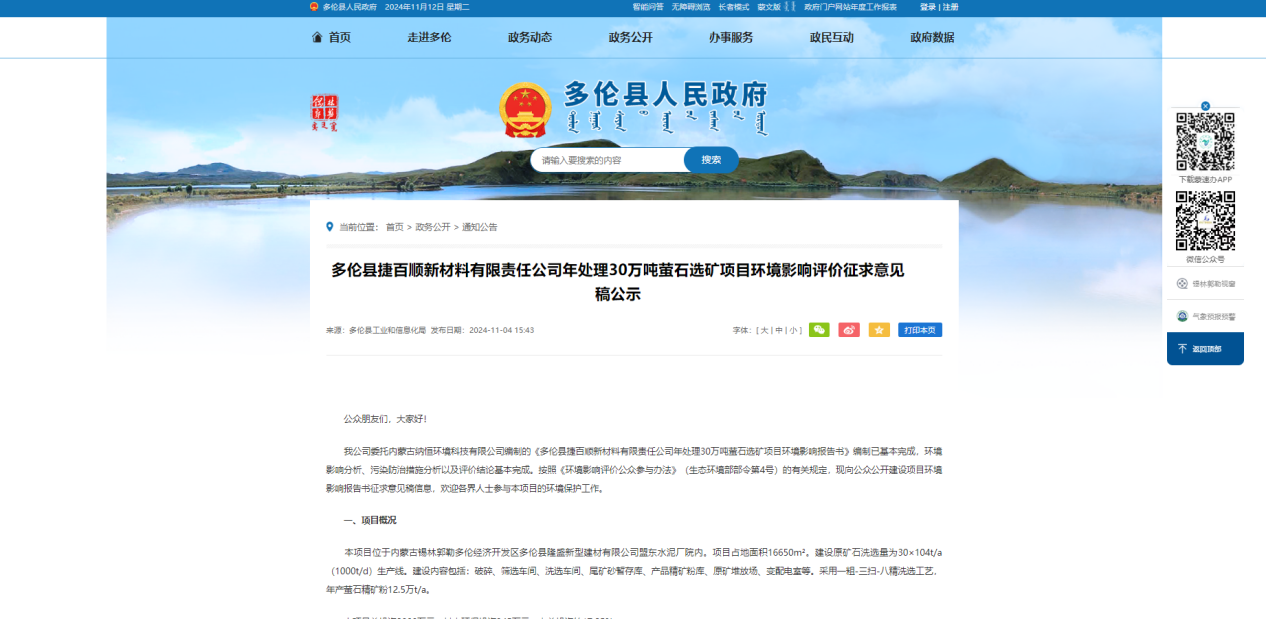 多伦县人民政府 2024年11月12日 星期二
智能问答 无障碍浏览 长者模式 蒙文版 政府门户网站年度工作报表 登录 | 注册
首页 走进多伦 政务动态 政务公开 办事服务 政民互动 政府数据
多伦县人民政府
请输入要搜索的内容 搜索
下载蒙速办APP
微信公众号
锡林郭勒视窗
气象预报预警
返回顶部
当前位置： 首页 > 政务公开 > 通知公告
多伦县捷百顺新材料有限责任公司年处理30万吨萤石选矿项目环境影响评价征求意见
稿公示
来源：多伦县工业和信息化局 发布日期：2024-11-04 15:43
字体：[ 大 | 中 | 小 ] 打印本页
公众朋友们，大家好！
我公司委托内蒙古纳恒环境科技有限公司编制的《多伦县捷百顺新材料有限责任公司年处理30万吨萤石选矿项目环境影响报告书》编制已基本完成，环境
影响分析、污染防治措施分析以及评价结论基本完成。按照《环境影响评价公众参与办法》（生态环境部部令第4号）的有关规定，现向公众公开建设项目环境
影响报告书征求意见稿信息，欢迎各界人士参与本项目的环境保护工作。
一、项目概况
本项目位于内蒙古锡林郭勒多伦经济开发区多伦县隆盛新型建材有限公司盟东水泥厂院内。项目占地面积16650m²。建设原矿石洗选量为30×104t/a
（1000t/d）生产线。建设内容包括：破碎、筛选车间、洗选车间、尾矿砂暂存库、产品精矿粉库、原矿堆放场、变配电室等。采用一粗-三扫-八精洗选工艺，
年产萤石精矿粉12.5万t/a。